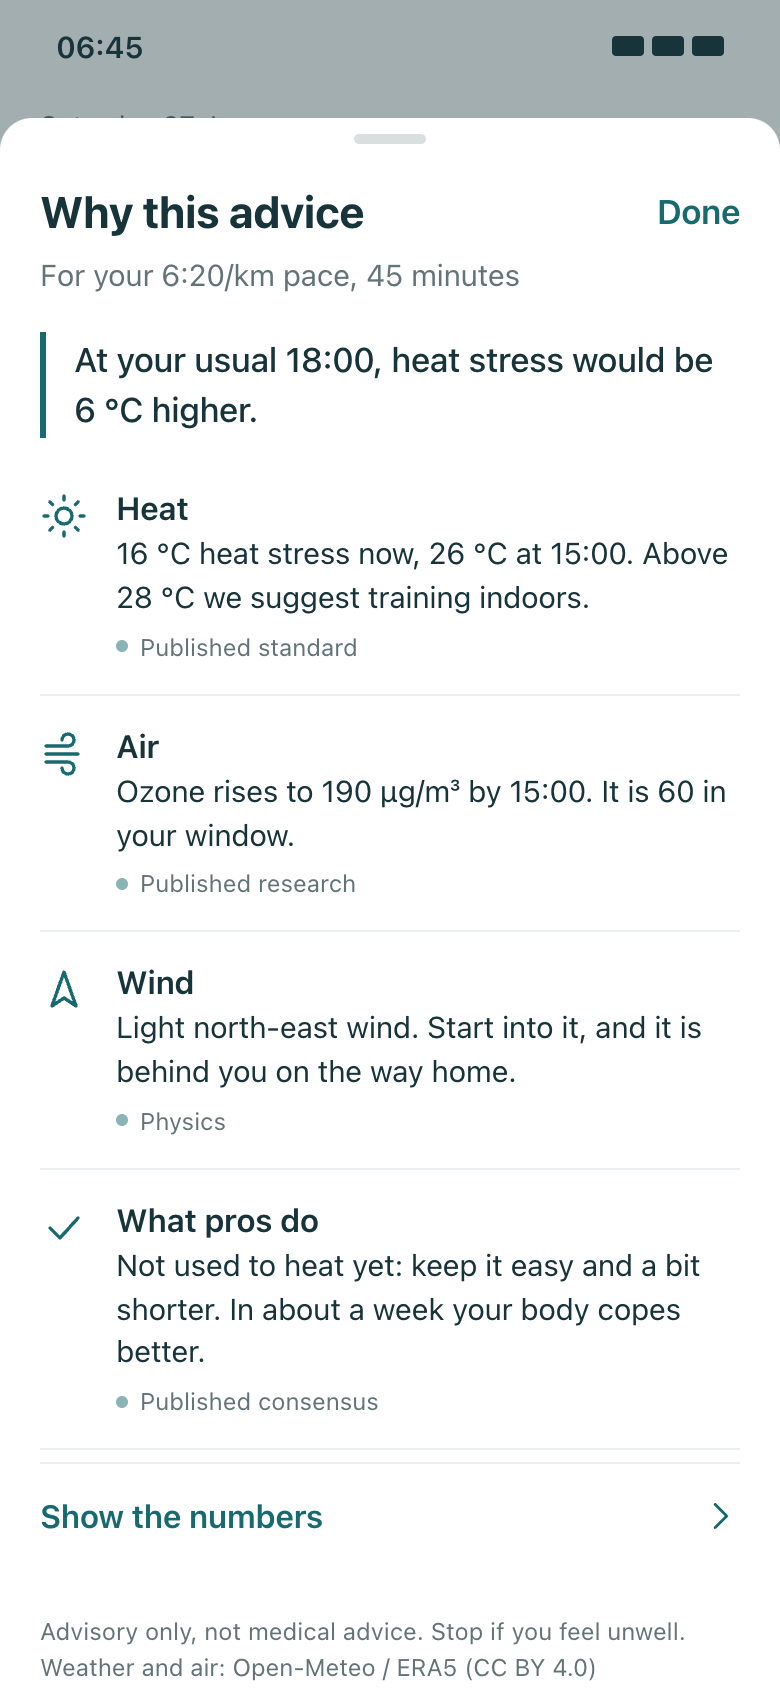 06:45
Why this advice
Done
For your 6:20/km pace, 45 minutes
At your usual 18:00, heat stress would be
6 °C higher.
Heat
16 °C heat stress now, 26 °C at 15:00. Above
28 °C we suggest training indoors.
Published standard
Air
Ozone rises to 190 µg/m³ by 15:00. It is 60 in
your window.
Published research
Wind
Light north-east wind. Start into it, and it is
behind you on the way home.
Physics
What pros do
Not used to heat yet: keep it easy and a bit
shorter. In about a week your body copes
better.
Published consensus
Show the numbers
Advisory only, not medical advice. Stop if you feel unwell.
Weather and air: Open-Meteo / ERA5 (CC BY 4.0)